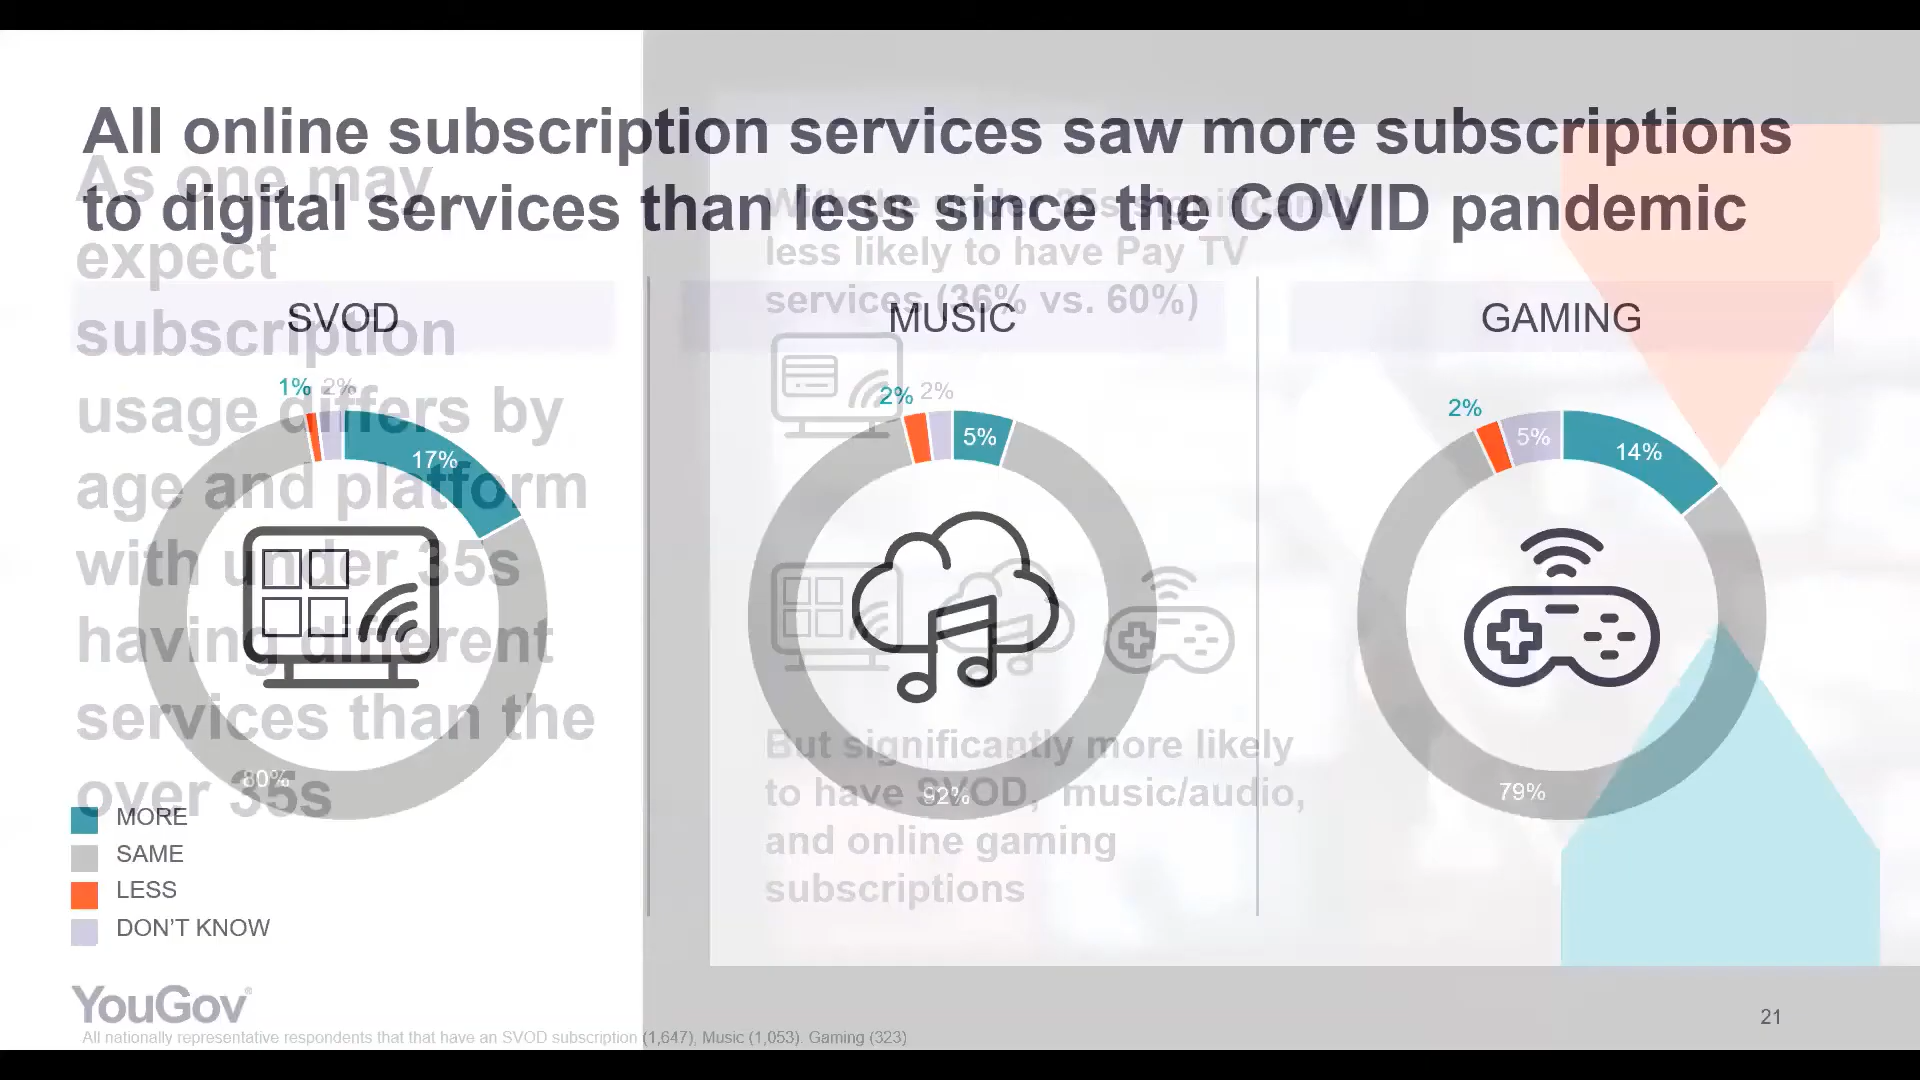 All online subscription services saw more subscriptions
to digital services than less since the COVID pandemic
As one may
expect
subscription
usage differs by
age and platform
with under 35s
having different
services than the
over 35s
With the under 35s significantly
less likely to have Pay TV
services (36% vs. 60%)
But significantly more likely
to have SVOD, music/audio,
and online gaming
subscriptions
SVOD
1% 2%
17%
80%
MUSIC
2% 2%
5%
92%
GAMING
2%
5%
14%
79%
MORE
SAME
LESS
DON'T KNOW
YouGov®
All nationally representative respondents that that have an SVOD subscription (1,647), Music (1,053). Gaming (323)
21